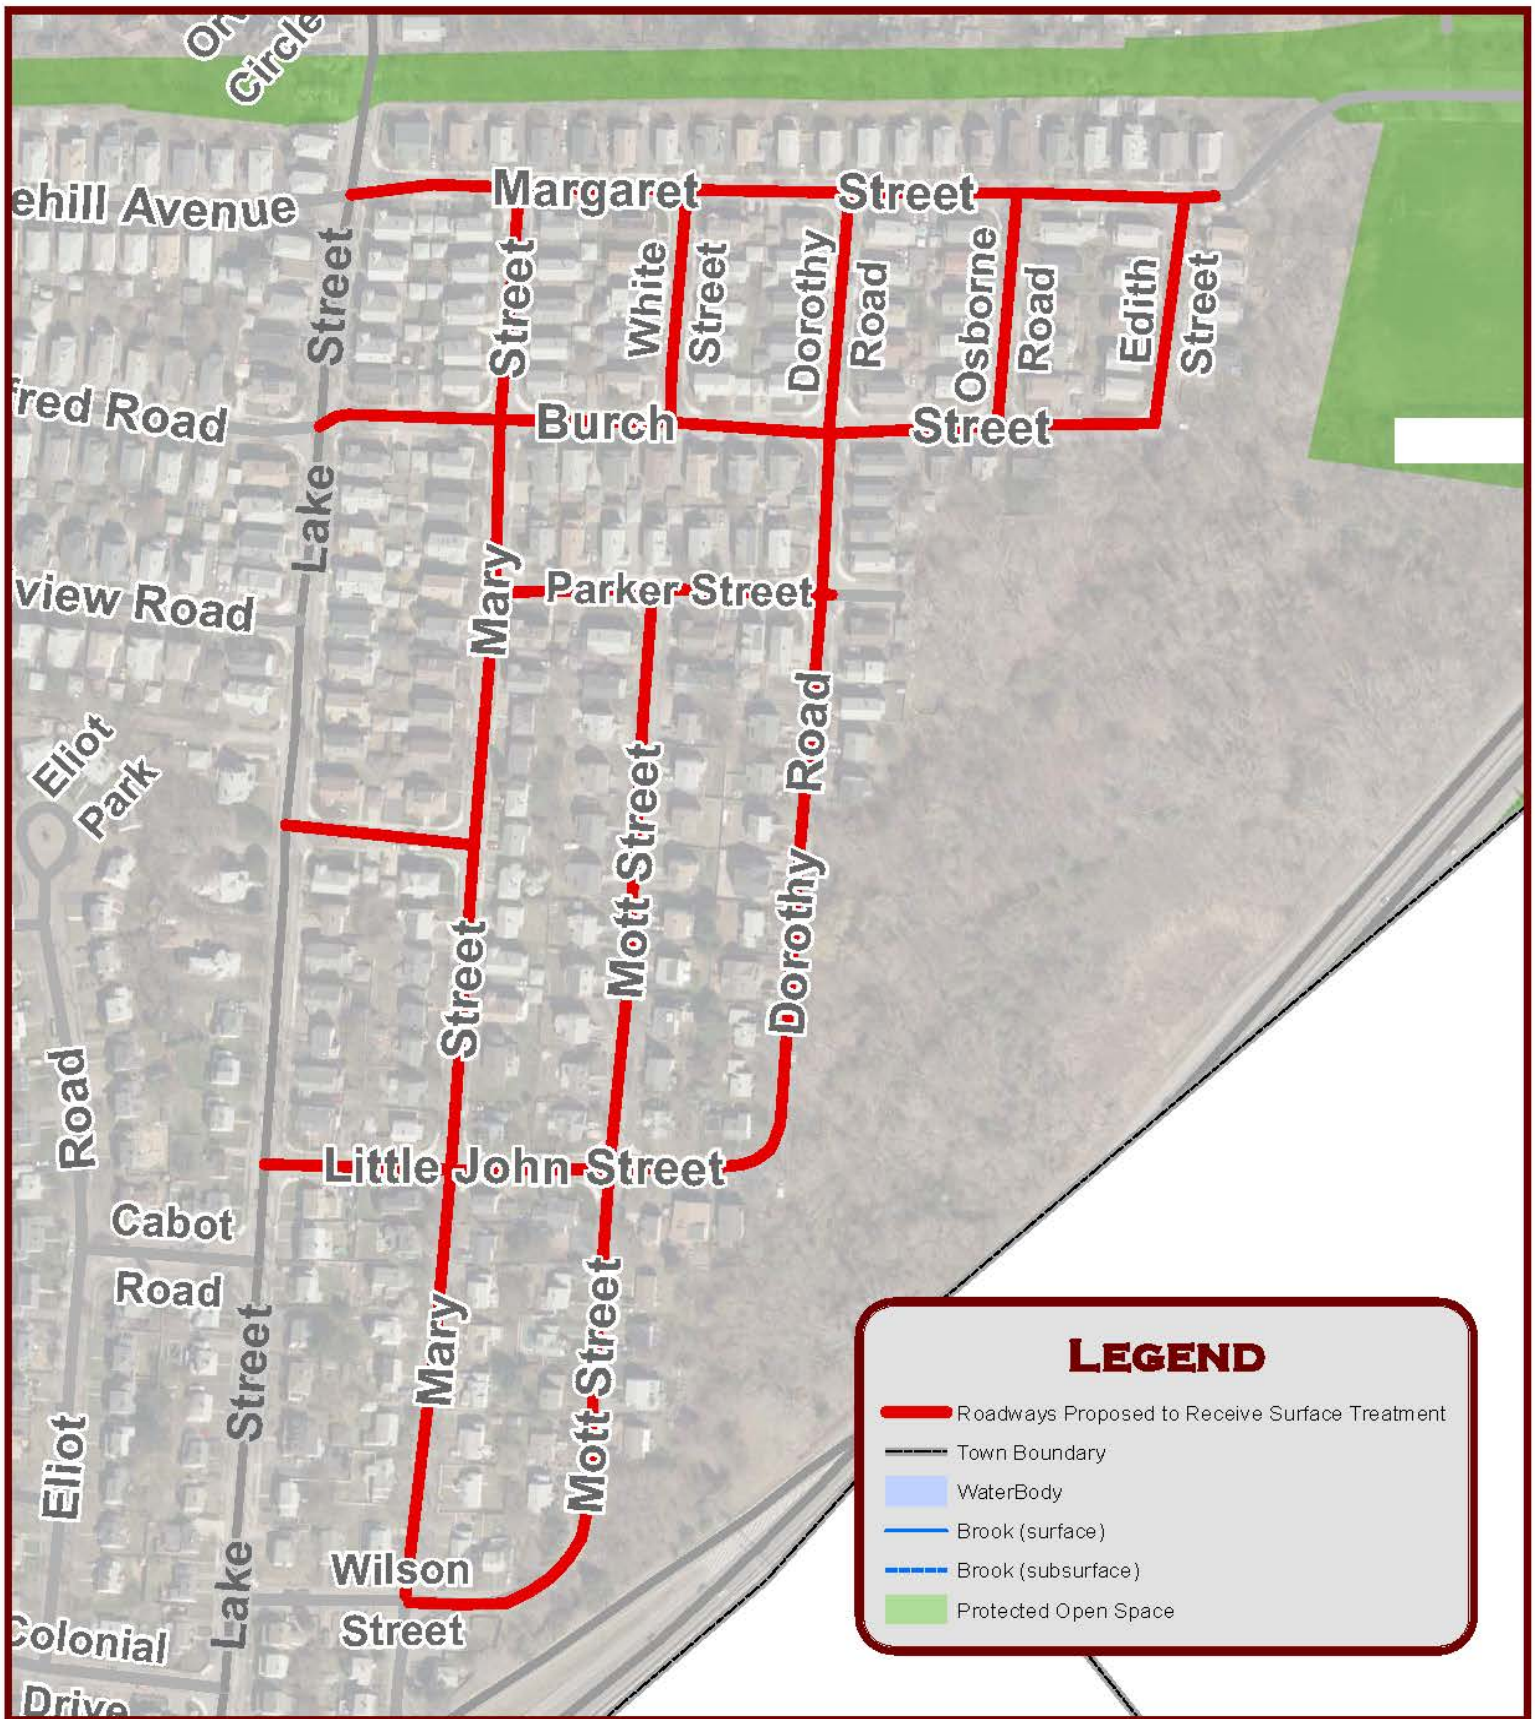 Circle
ehill Avenue
Margaret Street
Street
Street
White
Street
Dorothy
Road
Osborne
Road
Edith
Street
fred Road
Burch Street
Lake
Mary
Parker Street
view Road
Eliot
Park
Road
Mott Street
Dorothy
Street
Road
Little John Street
Cabot
Road
Street
Mary
Mott Street
Eliot
Lake
Wilson
Street
Colonial
Drive
LEGEND
Roadways Proposed to Receive Surface Treatment
Town Boundary
WaterBody
Brook (surface)
Brook (subsurface)
Protected Open Space